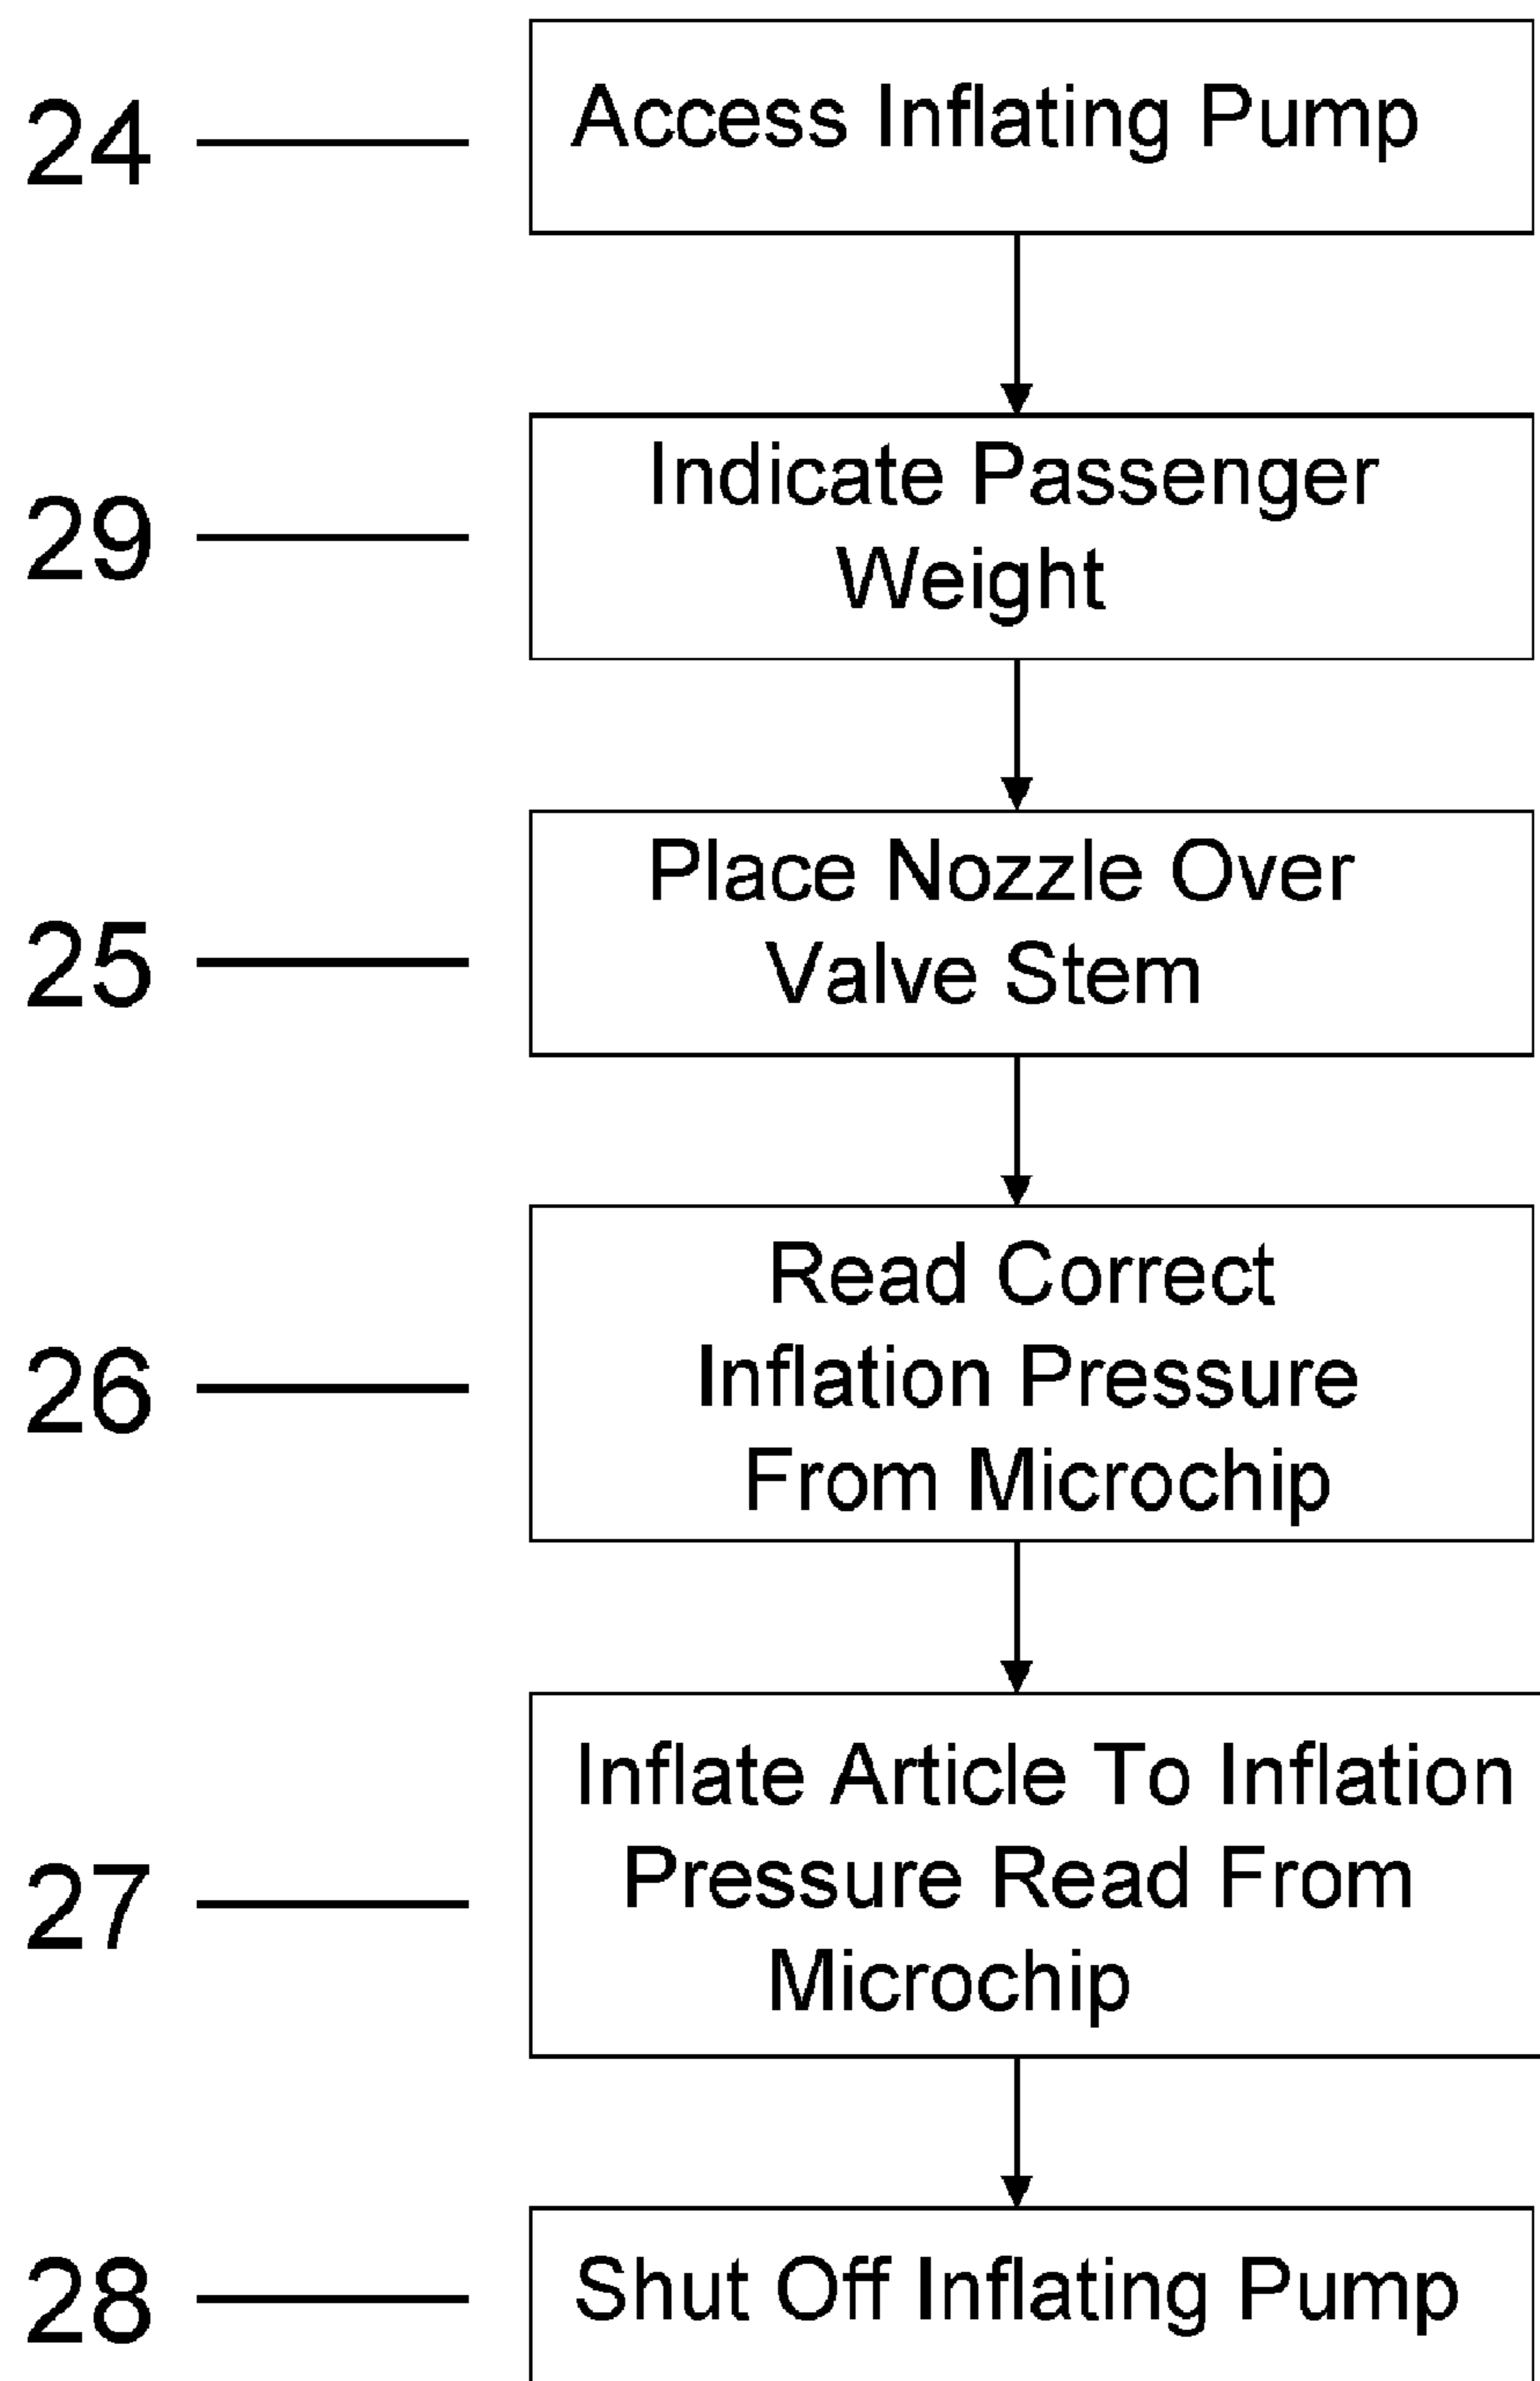 24
Access Inflating Pump
29
Indicate Passenger
Weight
25
Place Nozzle Over
Valve Stem
26
Read Correct
Inflation Pressure
From Microchip
27
Inflate Article To Inflation
Pressure Read From
Microchip
28
Shut Off Inflating Pump